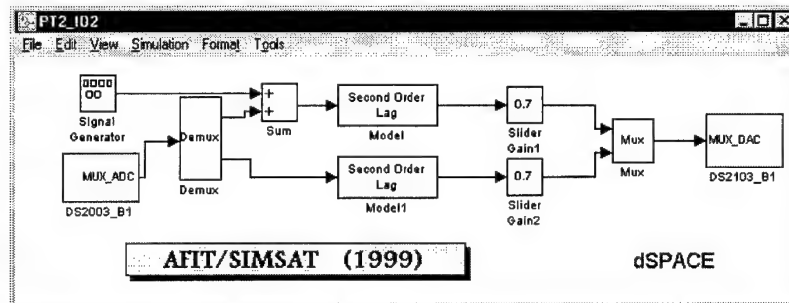 PT2_IO2
File Edit View Simulation Format Tools
Signal Generator
+
+
Sum
Second Order Lag
Model
0.7
Slider Gain1
MUX_ADC
DS2003_B1
Demux
Demux
Second Order Lag
Model1
0.7
Slider Gain2
Mux
Mux
MUX_DAC
DS2103_B1
AFIT/SIMSAT (1999)
dSPACE